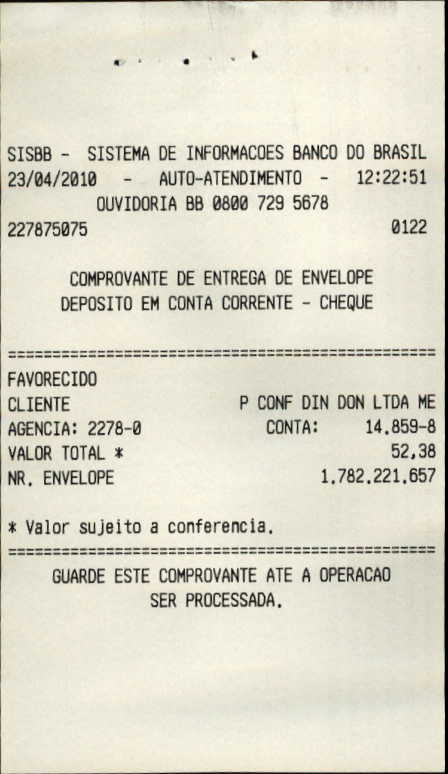 SISBB - SISTEMA DE INFORMACOES BANCO DO BRASIL
23/04/2010 - AUTO-ATENDIMENTO - 12:22:51
OUVIDORIA BB 0800 729 5678
227875075 0122
COMPROVANTE DE ENTREGA DE ENVELOPE
DEPOSITO EM CONTA CORRENTE - CHEQUE
================================================
FAVORECIDO
CLIENTE P CONF DIN DON LTDA ME
AGENCIA: 2278-0 CONTA: 14.859-8
VALOR TOTAL * 52,38
NR. ENVELOPE 1.782.221.657
* Valor sujeito a conferencia.
================================================
GUARDE ESTE COMPROVANTE ATE A OPERACAO
SER PROCESSADA.